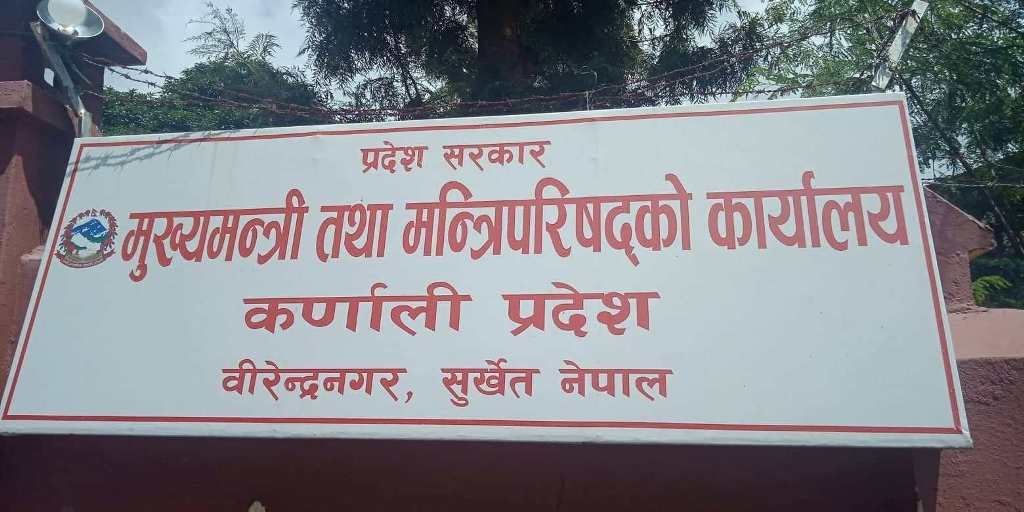 प्रदेश सरकार
मुख्यमन्त्री तथा मन्त्रिपरिषद्को कार्यालय
कर्णाली प्रदेश
वीरेन्द्रनगर, सुर्खेत नेपाल